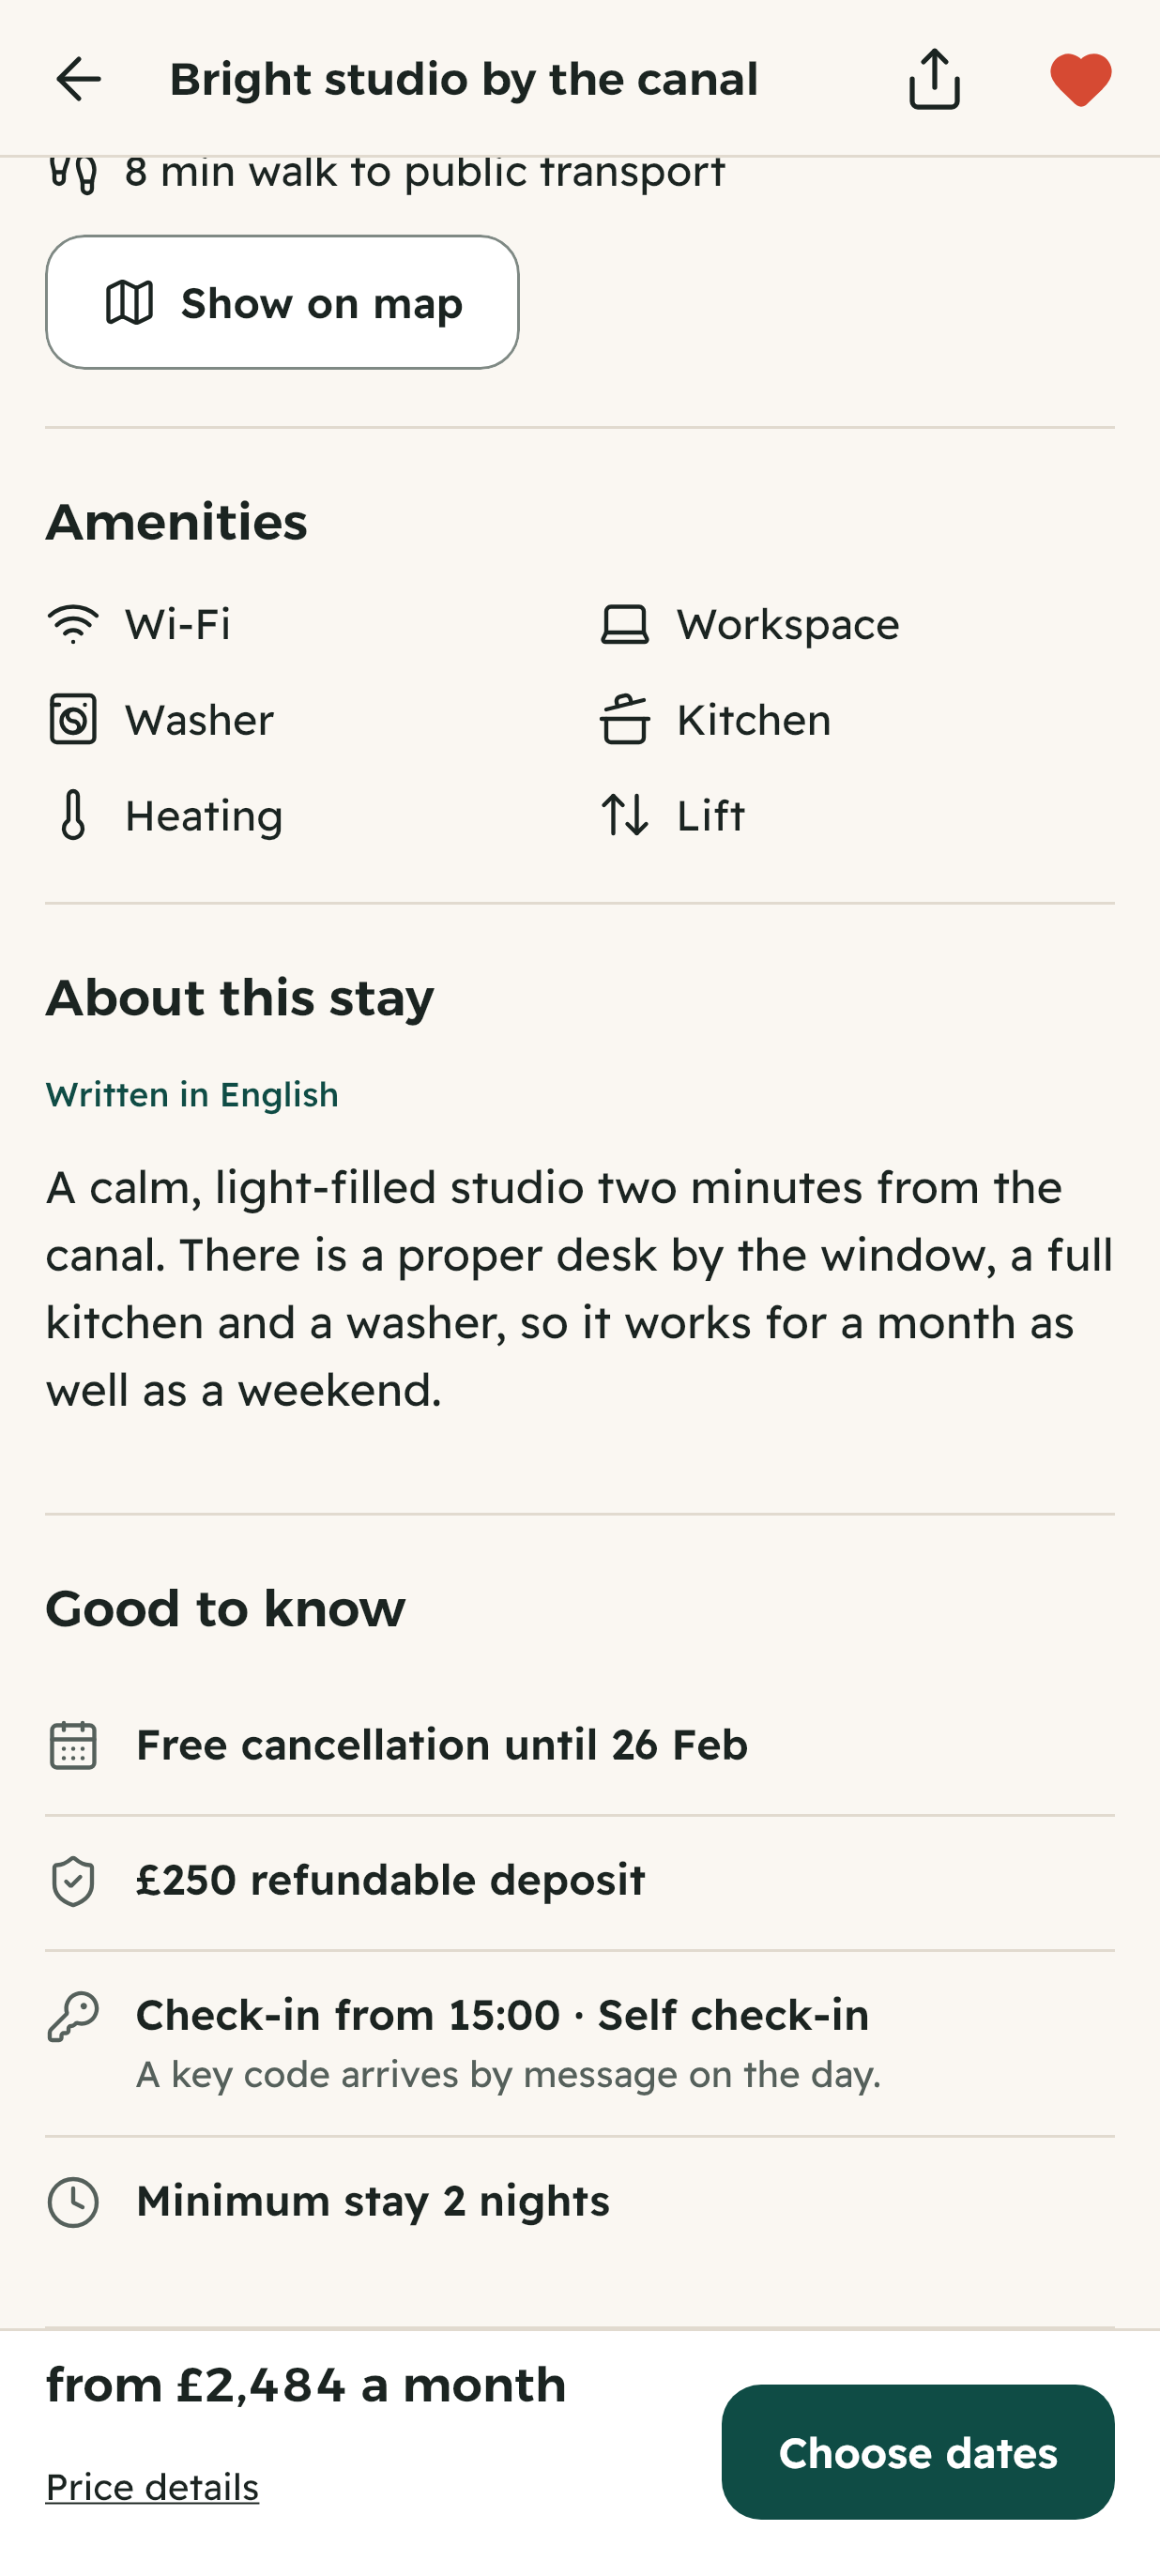 Bright studio by the canal
8 min walk to public transport
Show on map
Amenities
Wi-Fi
Workspace
Washer
Kitchen
Heating
Lift
About this stay
Written in English
A calm, light-filled studio two minutes from the
canal. There is a proper desk by the window, a full
kitchen and a washer, so it works for a month as
well as a weekend.
Good to know
Free cancellation until 26 Feb
£250 refundable deposit
Check-in from 15:00 · Self check-in
A key code arrives by message on the day.
Minimum stay 2 nights
from £2,484 a month
Price details
Choose dates